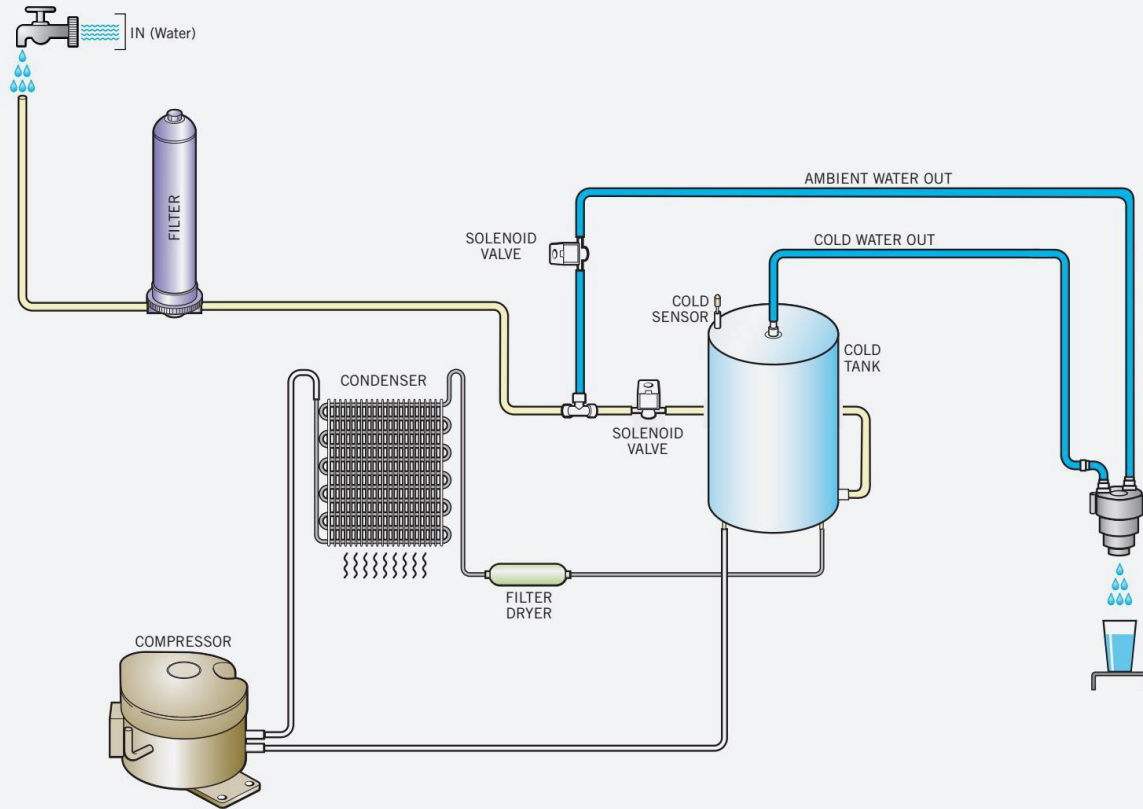 IN (Water)
FILTER
AMBIENT WATER OUT
SOLENOID
VALVE
COLD WATER OUT
COLD
SENSOR
COLD
TANK
CONDENSER
SOLENOID
VALVE
FILTER
DRYER
COMPRESSOR